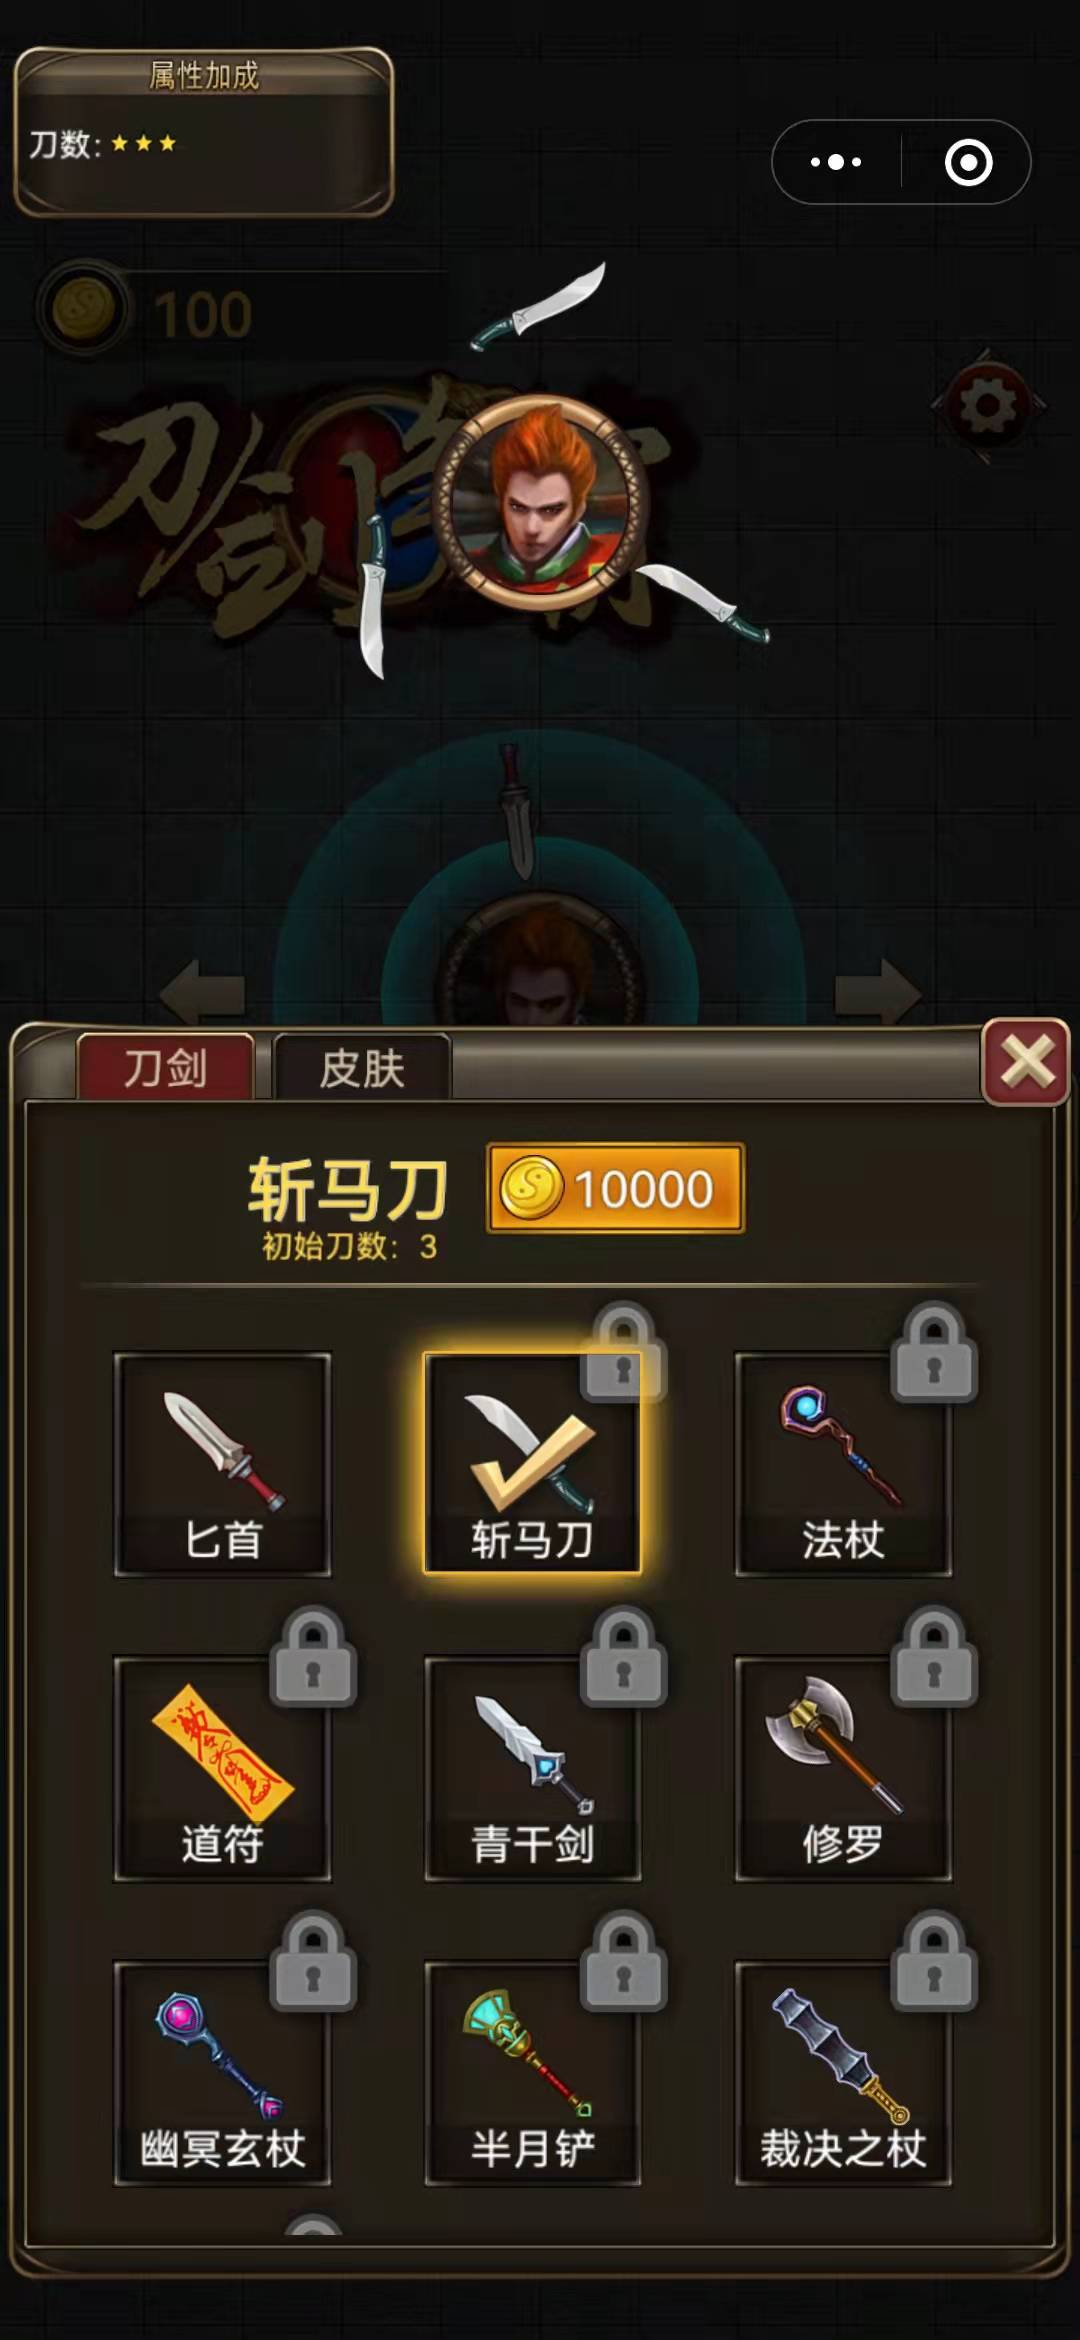 属性加成
刀数:
100
刀剑
刀剑
皮肤
斩马刀
10000
初始刀数：3
匕首
斩马刀
法杖
道符
青干剑
修罗
幽冥玄杖
半月铲
裁决之杖